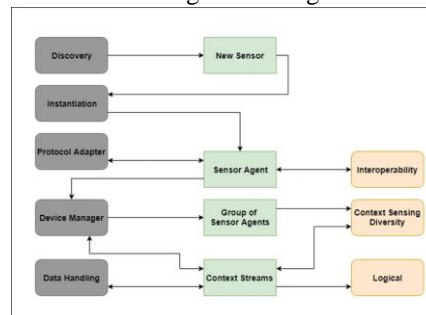 Discovery
New Sensor
Instantiation
Protocol Adapter
Sensor Agent
Interoperability
Device Manager
Group of
Sensor Agents
Context Sensing
Diversity
Data Handling
Context Streams
Logical